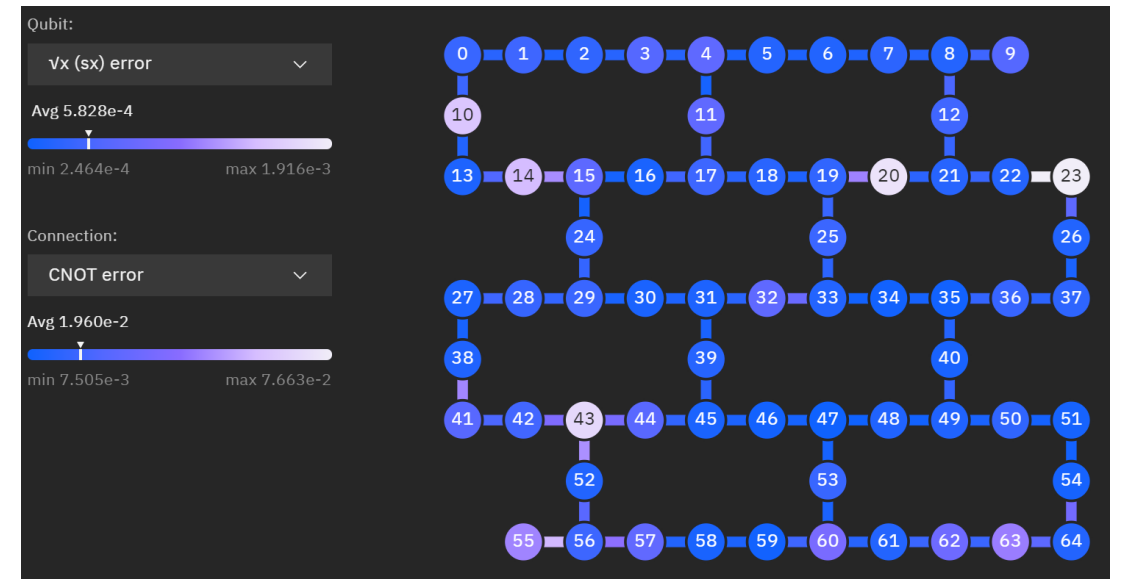 Qubit:
√x (sx) error
Avg 5.828e-4
min 2.464e-4 max 1.916e-3
Connection:
CNOT error
Avg 1.960e-2
min 7.505e-3 max 7.663e-2
0 1 2 3 4 5 6 7 8 9
10 11 12
13 14 15 16 17 18 19 20 21 22 23
24 25 26
27 28 29 30 31 32 33 34 35 36 37
38 39 40
41 42 43 44 45 46 47 48 49 50 51
52 53 54
55 56 57 58 59 60 61 62 63 64